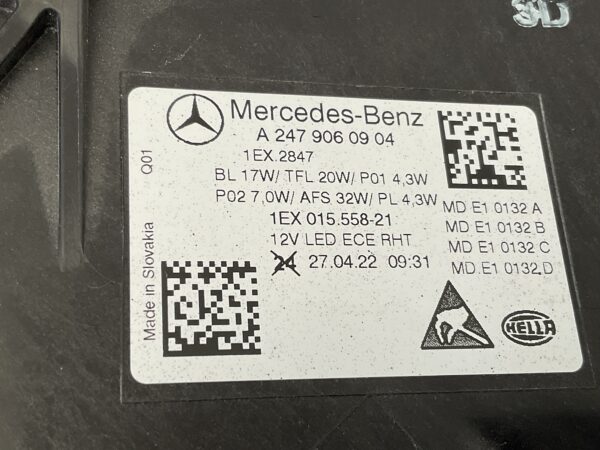 Mercedes-Benz
A 247 906 09 04
1EX.2847
BL 17W/ TFL 20W/ P01 4,3W
P02 7,0W/ AFS 32W/ PL 4,3W
1EX 015.558-21
12V LED ECE RHT
24 27.04.22 09:31
MD E1 0132 A
MD E1 0132 B
MD E1 0132 C
MD E1 0132 D
HELLA
Q01
Made in Slovakia